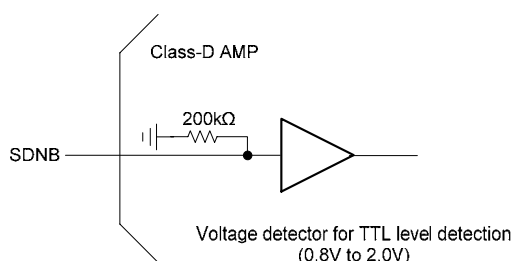 Class-D AMP
200kΩ
SDNB
Voltage detector for TTL level detection
(0.8V to 2.0V)